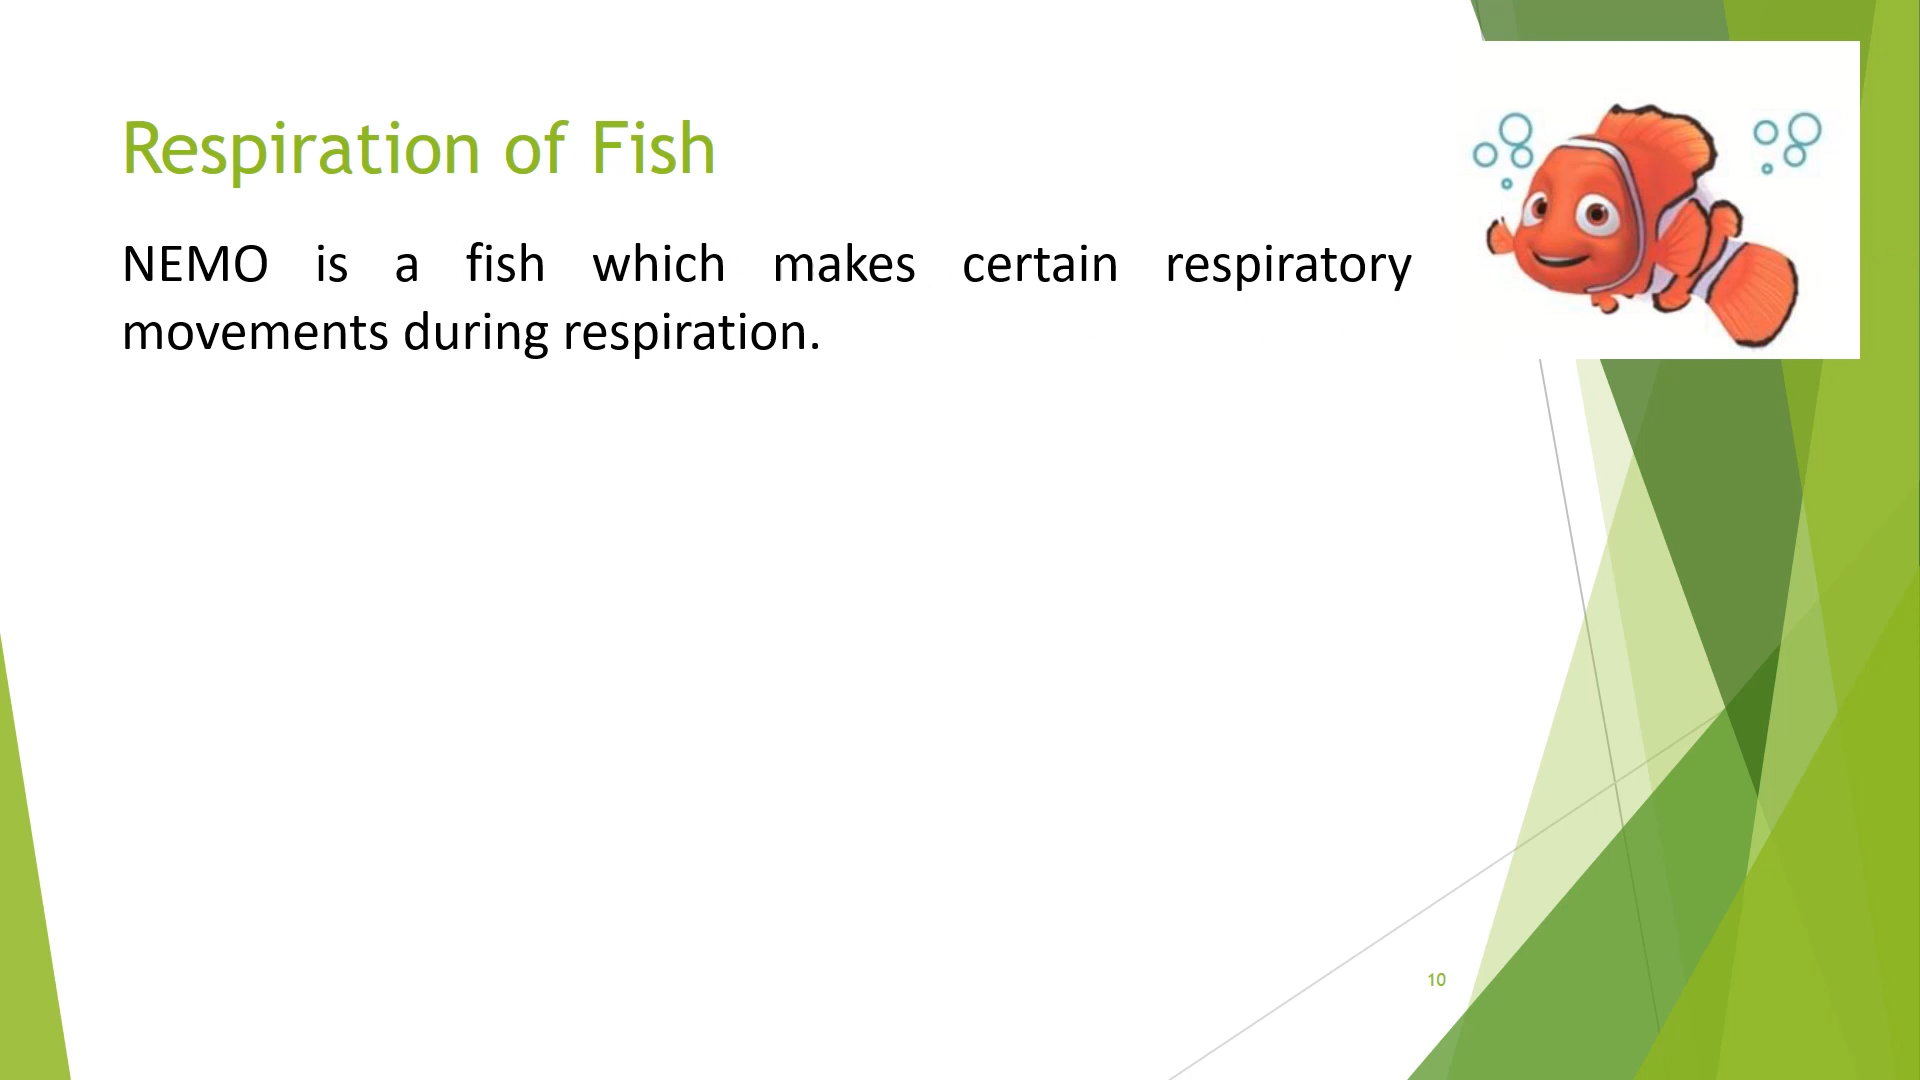 Respiration of Fish
NEMO is a fish which makes certain respiratory
movements during respiration.
10